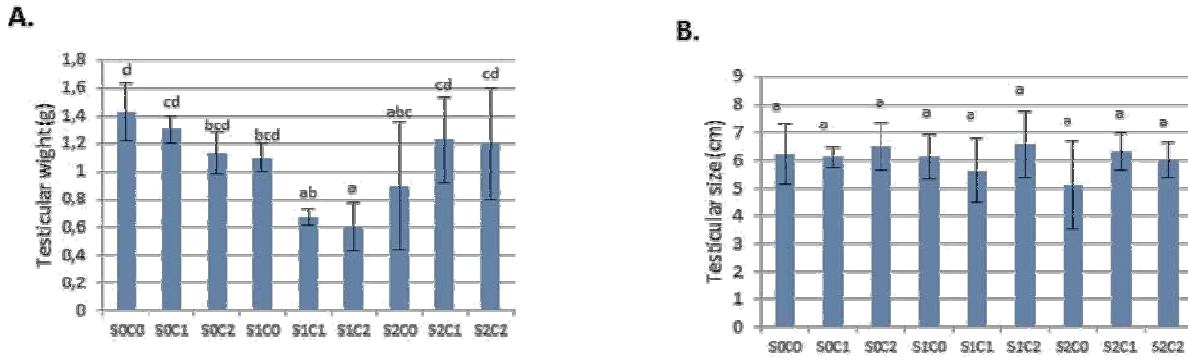 A.
B.
Testicular wight (g)
1,8
1,6
1,4
1,2
1
0,8
0,6
0,4
0,2
0
d
cd
bcd
bcd
ab
a
abc
cd
cd
S0C0 S0C1 S0C2 S1C0 S1C1 S1C2 S2C0 S2C1 S2C2
Testicular size (cm)
9
8
7
6
5
4
3
2
1
0
a
a
a
a
a
a
a
a
a
S0C0 S0C1 S0C2 S1C0 S1C1 S1C2 S2C0 S2C1 S2C2